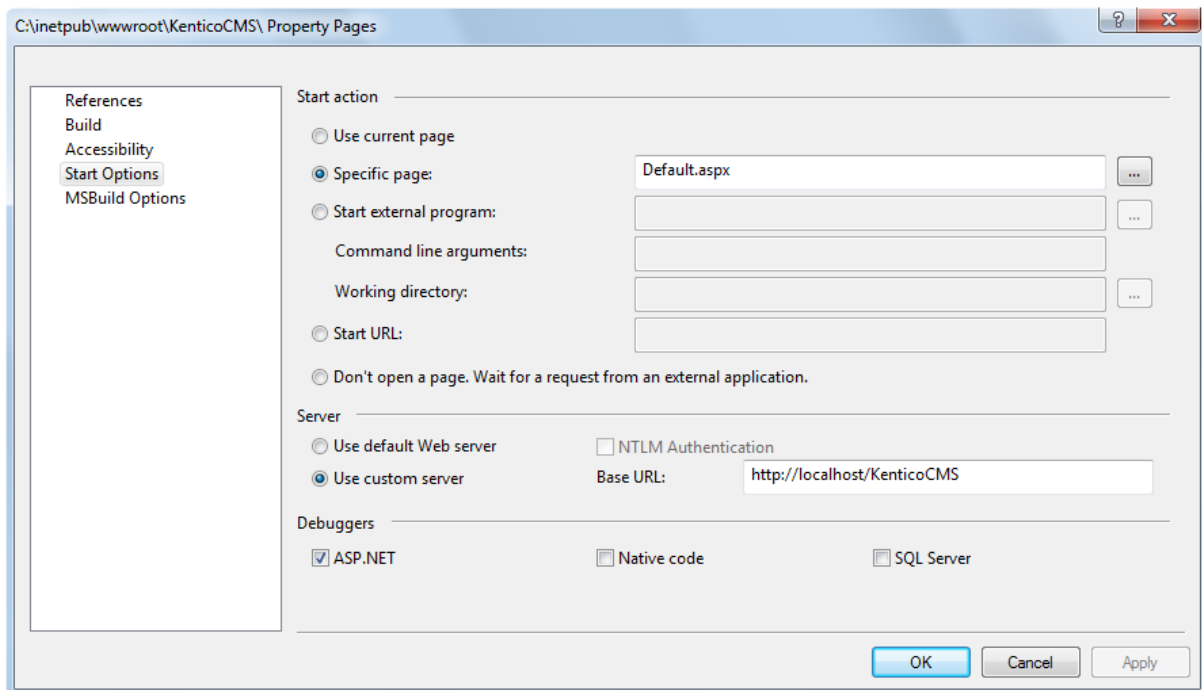 C:\inetpub\wwwroot\KenticoCMS\ Property Pages
?
References
Build
Accessibility
Start Options
MSBuild Options
Start action
Use current page
Specific page: Default.aspx ...
Start external program: ...
Command line arguments:
Working directory: ...
Start URL:
Don't open a page. Wait for a request from an external application.
Server
Use default Web server NTLM Authentication
Use custom server Base URL: http://localhost/KenticoCMS
Debuggers
ASP.NET Native code SQL Server
OK Cancel Apply